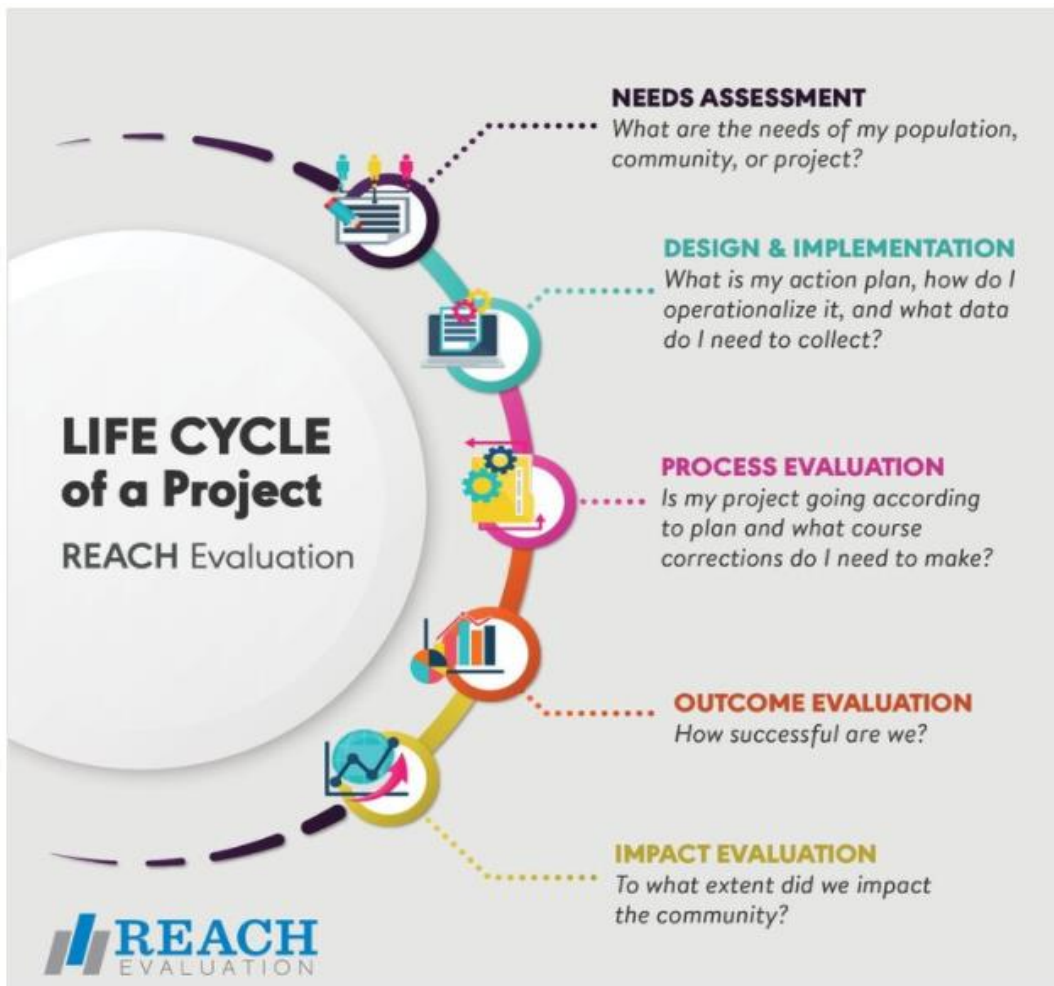 NEEDS ASSESSMENT
What are the needs of my population,
community, or project?
DESIGN & IMPLEMENTATION
What is my action plan, how do I
operationalize it, and what data
do I need to collect?
LIFE CYCLE
of a Project
REACH Evaluation
PROCESS EVALUATION
Is my project going according
to plan and what course
corrections do I need to make?
OUTCOME EVALUATION
How successful are we?
IMPACT EVALUATION
To what extent did we impact
the community?
REACH
EVALUATION